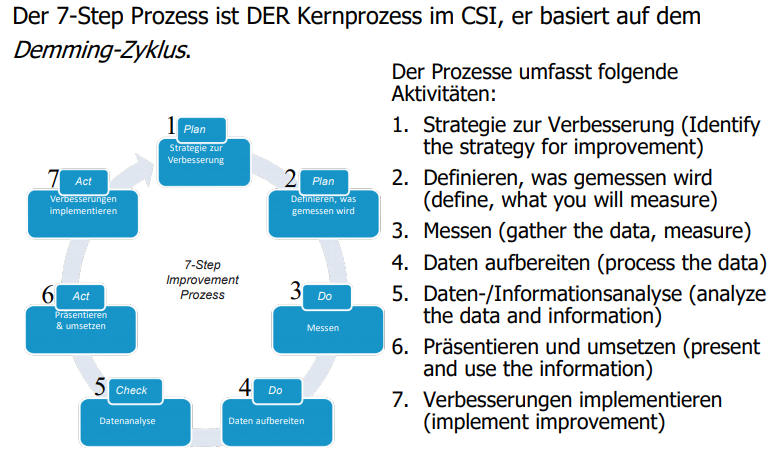 Der 7-Step Prozess ist DER Kernprozess im CSI, er basiert auf dem
Demming-Zyklus.
Der Prozesse umfasst folgende
Aktivitäten:
1. Strategie zur Verbesserung (Identify
the strategy for improvement)
2. Definieren, was gemessen wird
(define, what you will measure)
3. Messen (gather the data, measure)
4. Daten aufbereiten (process the data)
5. Daten-/Informationsanalyse (analyze
the data and information)
6. Präsentieren und umsetzen (present
and use the information)
7. Verbesserungen implementieren
(implement improvement)
7-Step
Improvement
Prozess
1 Plan
Strategie zur
Verbesserung
2 Plan
Definieren, was
gemessen wird
3 Do
Messen
4 Do
Daten aufbereiten
5 Check
Datenanalyse
6 Act
Präsentieren
& umsetzen
7 Act
Verbesserungen
implementieren